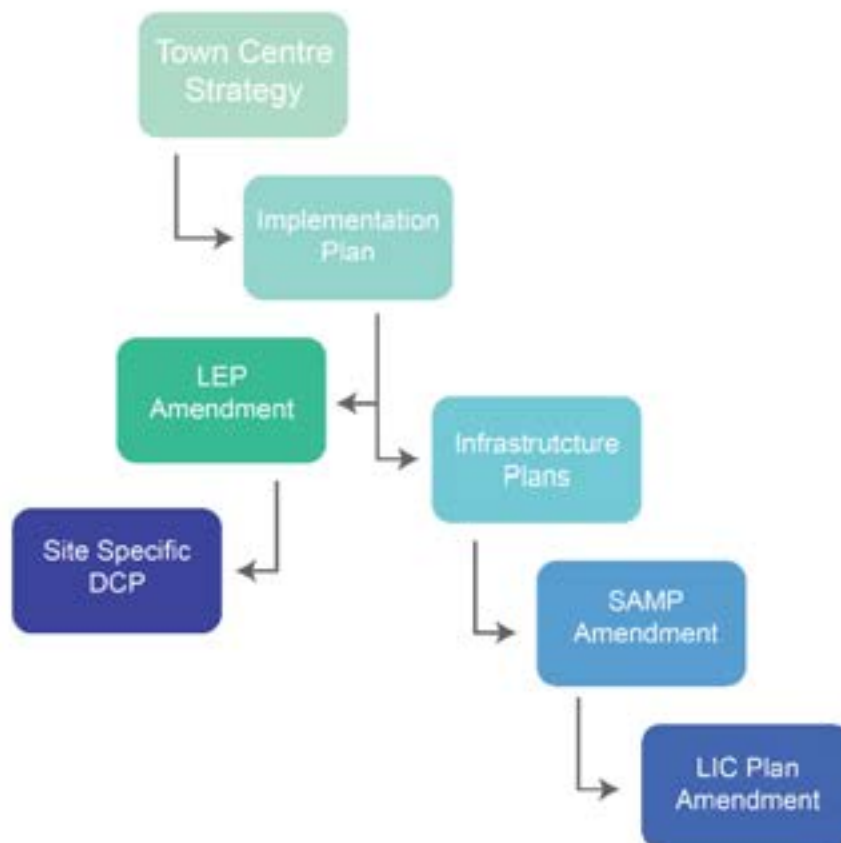 Town Centre
Strategy
Implementation
Plan
LEP
Amendment
Infrastrutcture
Plans
Site Specific
DCP
SAMP
Amendment
LIC Plan
Amendment